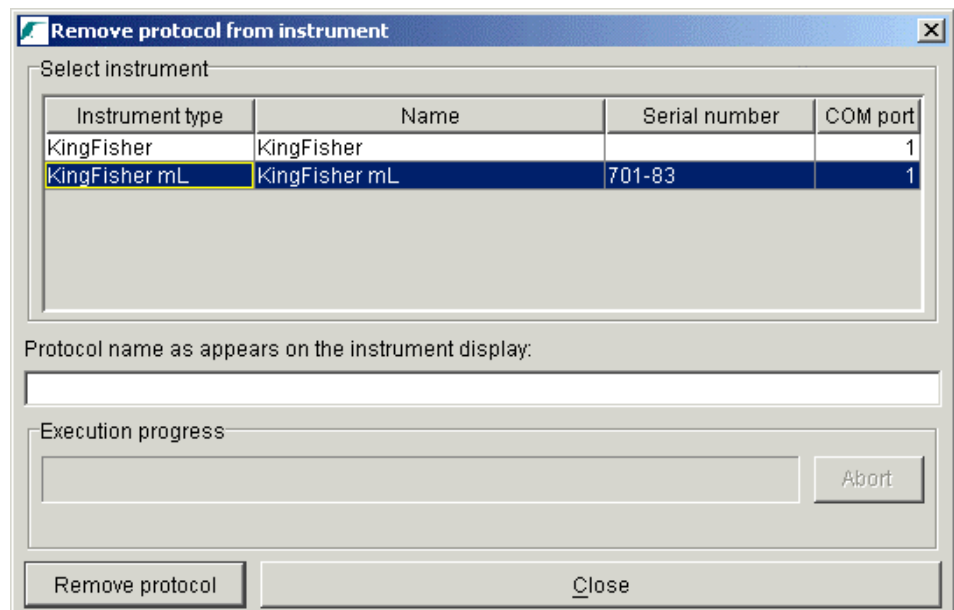 Remove protocol from instrument
Select instrument
Instrument type Name Serial number COM port
KingFisher KingFisher 1
KingFisher mL KingFisher mL 701-83 1
Protocol name as appears on the instrument display:
Execution progress
Abort
Remove protocol Close